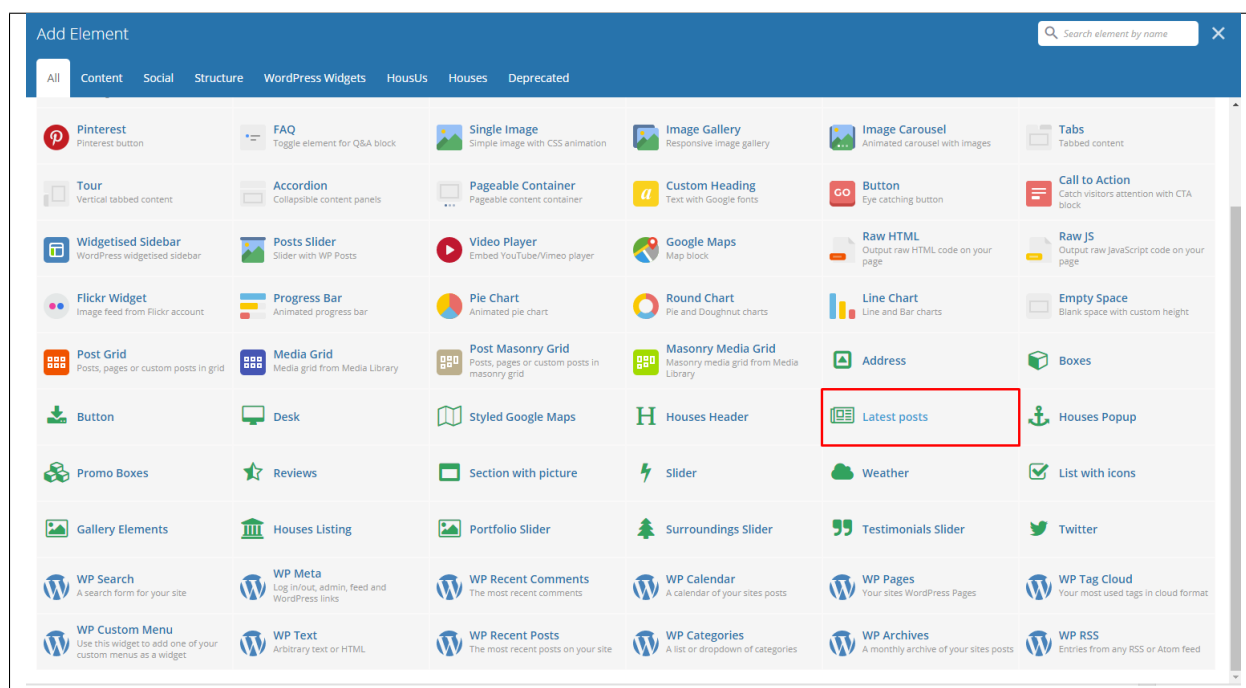 Add Element
Search element by name
All Content Social Structure WordPress Widgets HousUs Houses Deprecated
Pinterest
Pinterest button
FAQ
Toggle element for Q&A block
Single Image
Simple image with CSS animation
Image Gallery
Responsive image gallery
Image Carousel
Animated carousel with images
Tabs
Tabbed content
Tour
Vertical tabbed content
Accordion
Collapsible content panels
Pageable Container
Pageable content container
a
Custom Heading
Text with Google fonts
GO
Button
Eye catching button
Call to Action
Catch visitors attention with CTA
block
Widgetised Sidebar
WordPress widgetised sidebar
Posts Slider
Slider with WP Posts
Video Player
Embed YouTube/Vimeo player
Google Maps
Map block
Raw HTML
Output raw HTML code on your
page
Raw JS
Output raw JavaScript code on your
page
Flickr Widget
Image feed from Flickr account
Progress Bar
Animated progress bar
Pie Chart
Animated pie chart
Round Chart
Pie and Doughnut charts
Line Chart
Line and Bar charts
Empty Space
Blank space with custom height
Post Grid
Posts, pages or custom posts in grid
Media Grid
Media grid from Media Library
Post Masonry Grid
Posts, pages or custom posts in
masonry grid
Masonry Media Grid
Masonry media grid from Media
Library
Address
Boxes
Button
Desk
Styled Google Maps
H Houses Header
Latest posts
Houses Popup
Promo Boxes
Reviews
Section with picture
Slider
Weather
List with icons
Gallery Elements
Houses Listing
Portfolio Slider
Surroundings Slider
Testimonials Slider
Twitter
WP Search
A search form for your site
WP Meta
Log in/out, admin, feed and
WordPress links
WP Recent Comments
The most recent comments
WP Calendar
A calendar of your sites posts
WP Pages
Your sites WordPress Pages
WP Tag Cloud
Your most used tags in cloud format
WP Custom Menu
Use this widget to add one of your
custom menus as a widget
WP Text
Arbitrary text or HTML
WP Recent Posts
The most recent posts on your site
WP Categories
A list or dropdown of categories
WP Archives
A monthly archive of your sites posts
WP RSS
Entries from any RSS or Atom feed